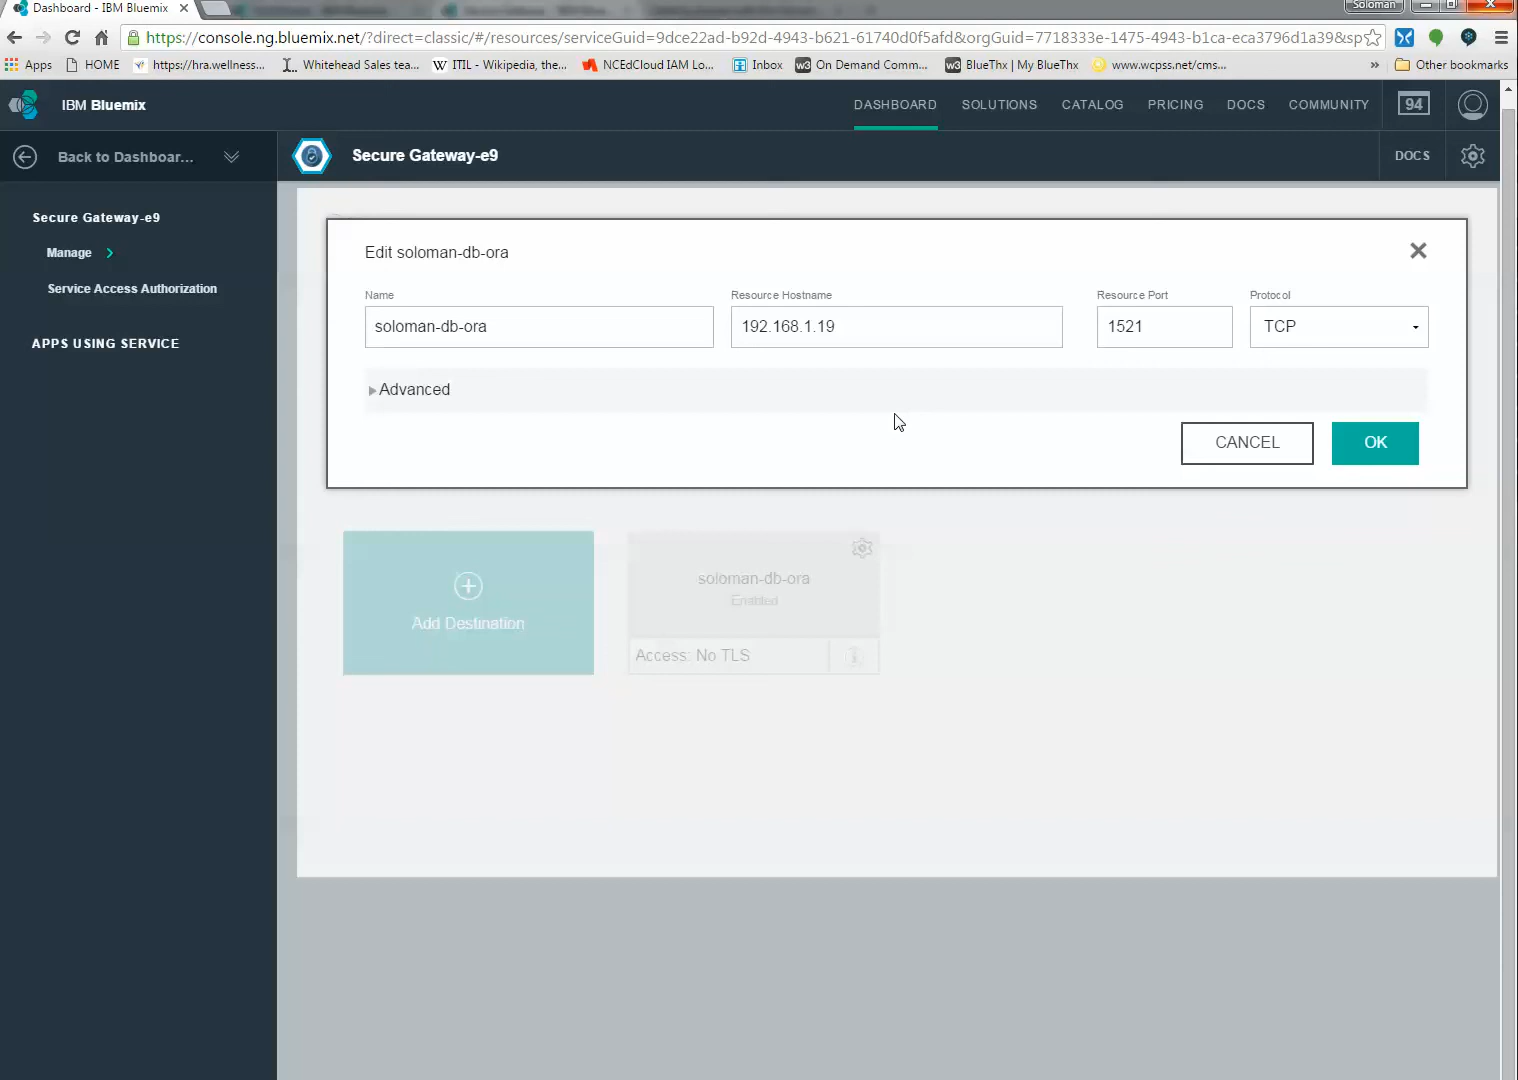 Dashboard - IBM Bluemix
Soloman
https://console.ng.bluemix.net/?direct=classic/#/resources/serviceGuid=9dce22ad-b92d-4943-b621-61740d0f5afd&orgGuid=7718333e-1475-4943-b1ca-eca3796d1a39&sp
Apps HOME https://hra.wellness... Whitehead Sales tea... ITIL - Wikipedia, the... NCEdCloud IAM Lo... Inbox On Demand Comm... BlueThx | My BlueThx www.wcpss.net/cms... » Other bookmarks
IBM Bluemix
DASHBOARD SOLUTIONS CATALOG PRICING DOCS COMMUNITY 94
Back to Dashboar...
Secure Gateway-e9
DOCS
Secure Gateway-e9
Manage
Service Access Authorization
APPS USING SERVICE
Edit soloman-db-ora
Name Resource Hostname Resource Port Protocol
soloman-db-ora 192.168.1.19 1521 TCP
Advanced
CANCEL OK
Add Destination
soloman-db-ora
Enabled
Access: No TLS